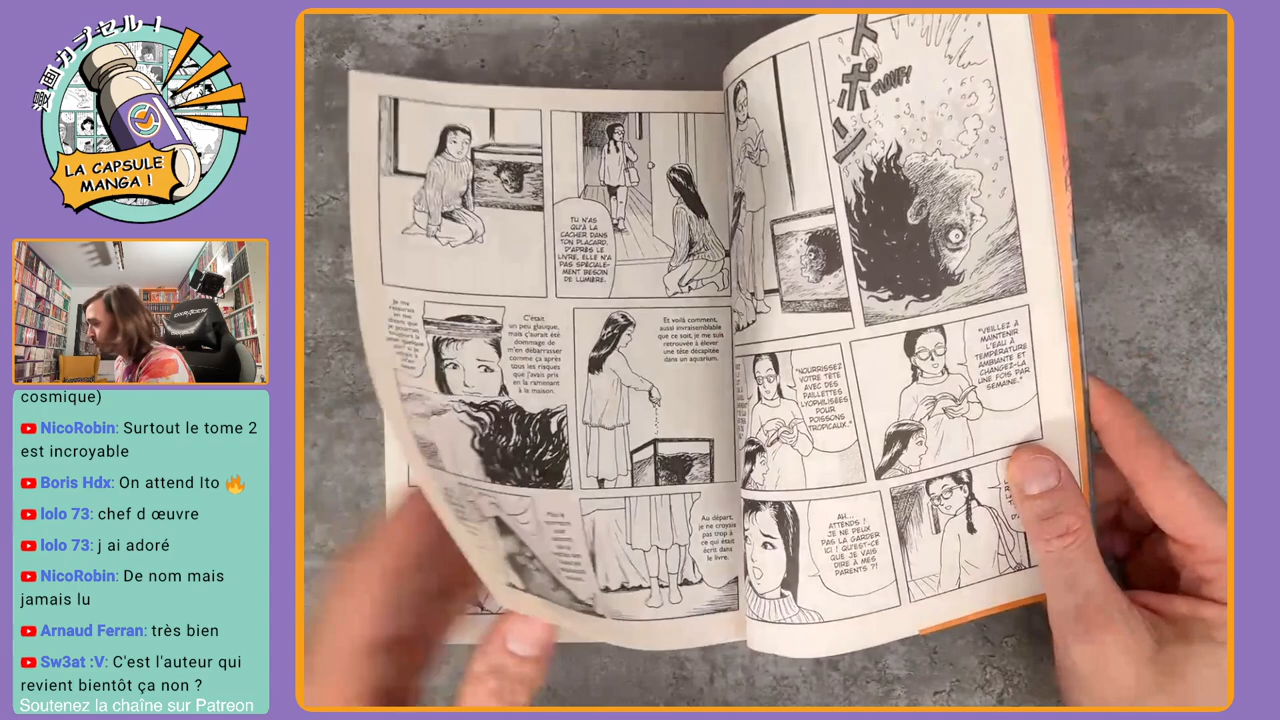 漫画カプセル!
LA CAPSULE
MANGA !
cosmique)
NicoRobin: Surtout le tome 2
est incroyable
Boris Hdx: On attend Ito 🔥
lolo 73: chef d œuvre
lolo 73: j ai adoré
NicoRobin: De nom mais
jamais lu
Arnaud Ferran: très bien
Sw3at :V: C'est l'auteur qui
revient bientôt ça non ?
Soutenez la chaîne sur Patreon
TU N'AS
QU'À LA
CACHER DANS
TON PLACARD.
D'APRÈS LE
LIVRE, ELLE N'A
PAS SPÉCIALE-
MENT BESOIN
DE LUMIÈRE.
C'était
un peu glauque,
mais ç'aurait été
dommage de
m'en débarrasser
comme ça après
tous les risques
que j'avais pris
en la ramenant
à la maison.
Et voilà comment,
aussi invraisemblable
que ce soit, je me suis
retrouvée à élever
une tête décapitée
dans un aquarium.
Au départ,
je ne croyais
pas trop à
ce qui était
écrit dans
le livre.
ポン
PLOUF!
"NOURRISSEZ
VOTRE TÊTE
AVEC DES
PAILLETTES
LYOPHILISÉES
POUR
POISSONS
TROPICAUX."
"VEILLEZ À
MAINTENIR
L'EAU À
TEMPÉRATURE
AMBIANTE ET
CHANGEZ-LA
UNE FOIS PAR
SEMAINE."
AH...
ATTENDS !
JE NE PEUX
PAS LA GARDER
ICI ! QU'EST-CE
QUE JE VAIS
DIRE À MES
PARENTS ?!